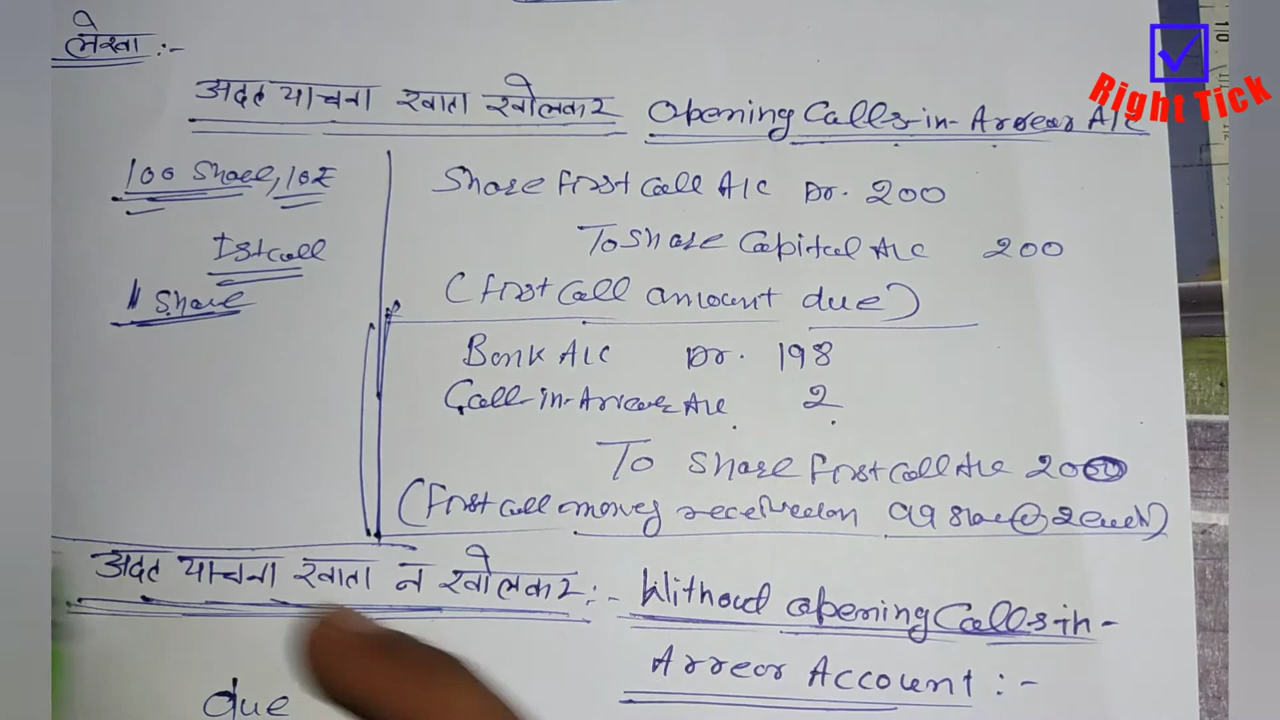 लेखा :-
Right Tick
अदत याचना खाता खोलकर Opening Calls-in-Arrear A/c
100 Share, 10₹
Share First Call A/C Dr. 200
To Share Capital A/c 200
Ist call
(First Call amount due)
1 Share
Bank A/C Dr. 198
Call-in-Arrear A/c 2
To Share First Call A/c 200
(First call money received on 99 Share @ 2 each)
अदत याचना खाता न खोलकर :- Without opening Calls in -
Arrear Account :-
due